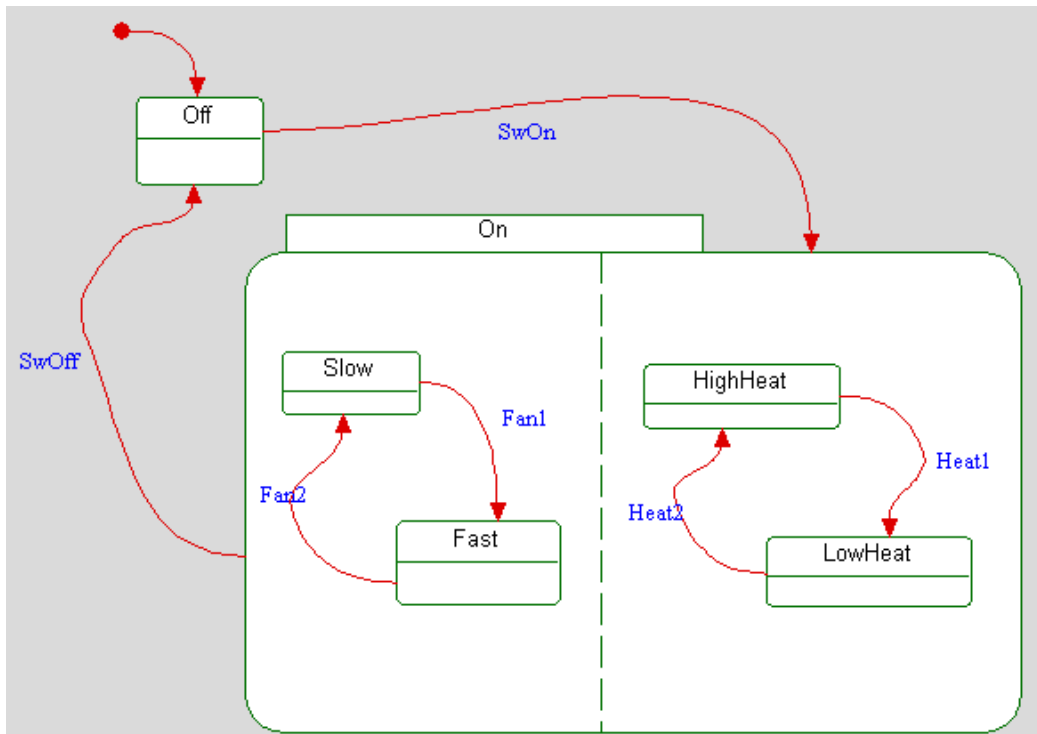 Off
SwOn
On
SwOff
Slow
Fan1
Fan2
Fast
HighHeat
Heat1
Heat2
LowHeat